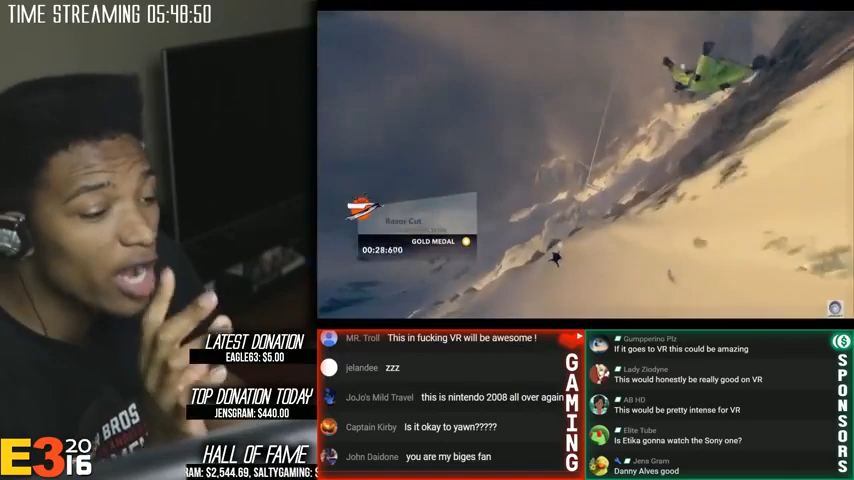 TIME STREAMING 05:48:50
Razor Cut
GOLD MEDAL
00:28:600
LATEST DONATION
EAGLE63: $5.00
TOP DONATION TODAY
JENSGRAM: $440.00
HALL OF FAME
RAM: $2,544.69, SALTYGAMING: $
E3 2016
BROS
MR. Troll This in fucking VR will be awesome !
jelandee zzz
JoJo's Mild Travel this is nintendo 2008 all over again
Captain Kirby Is it okay to yawn?????
John Daidone you are my biges fan
GAMING
Gumpperino Plz
If it goes to VR this could be amazing
Lady Ziodyne
This would honestly be really good on VR
AB HD
This would be pretty intense for VR
Elite Tube
Is Etika gonna watch the Sony one?
Jens Gram
Danny Alves good
SPONSORS